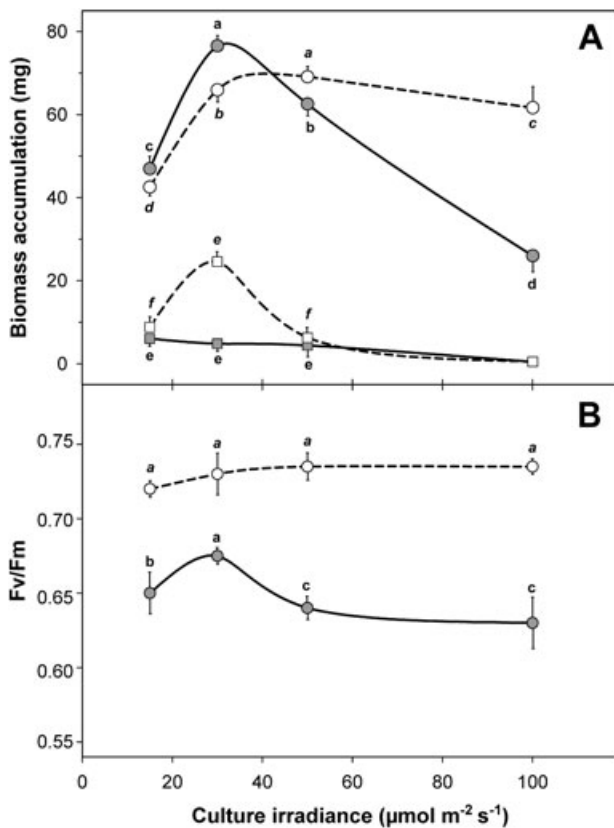 A
Biomass accumulation (mg)
80
60
40
20
0
a
a
b
b
c
c
d
d
e
f
f
e
e
e
B
Fv/Fm
0.75
0.70
0.65
0.60
0.55
a
a
a
a
b
a
c
c
0
20
40
60
80
100
Culture irradiance (µmol m⁻² s⁻¹)